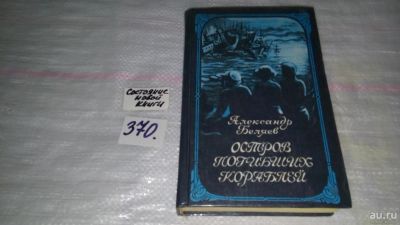 Состояние
новой
книги
370.
Александр
Беляев
ОСТРОВ
ПОГИБШИХ
КОРАБЛЕЙ
au.ru